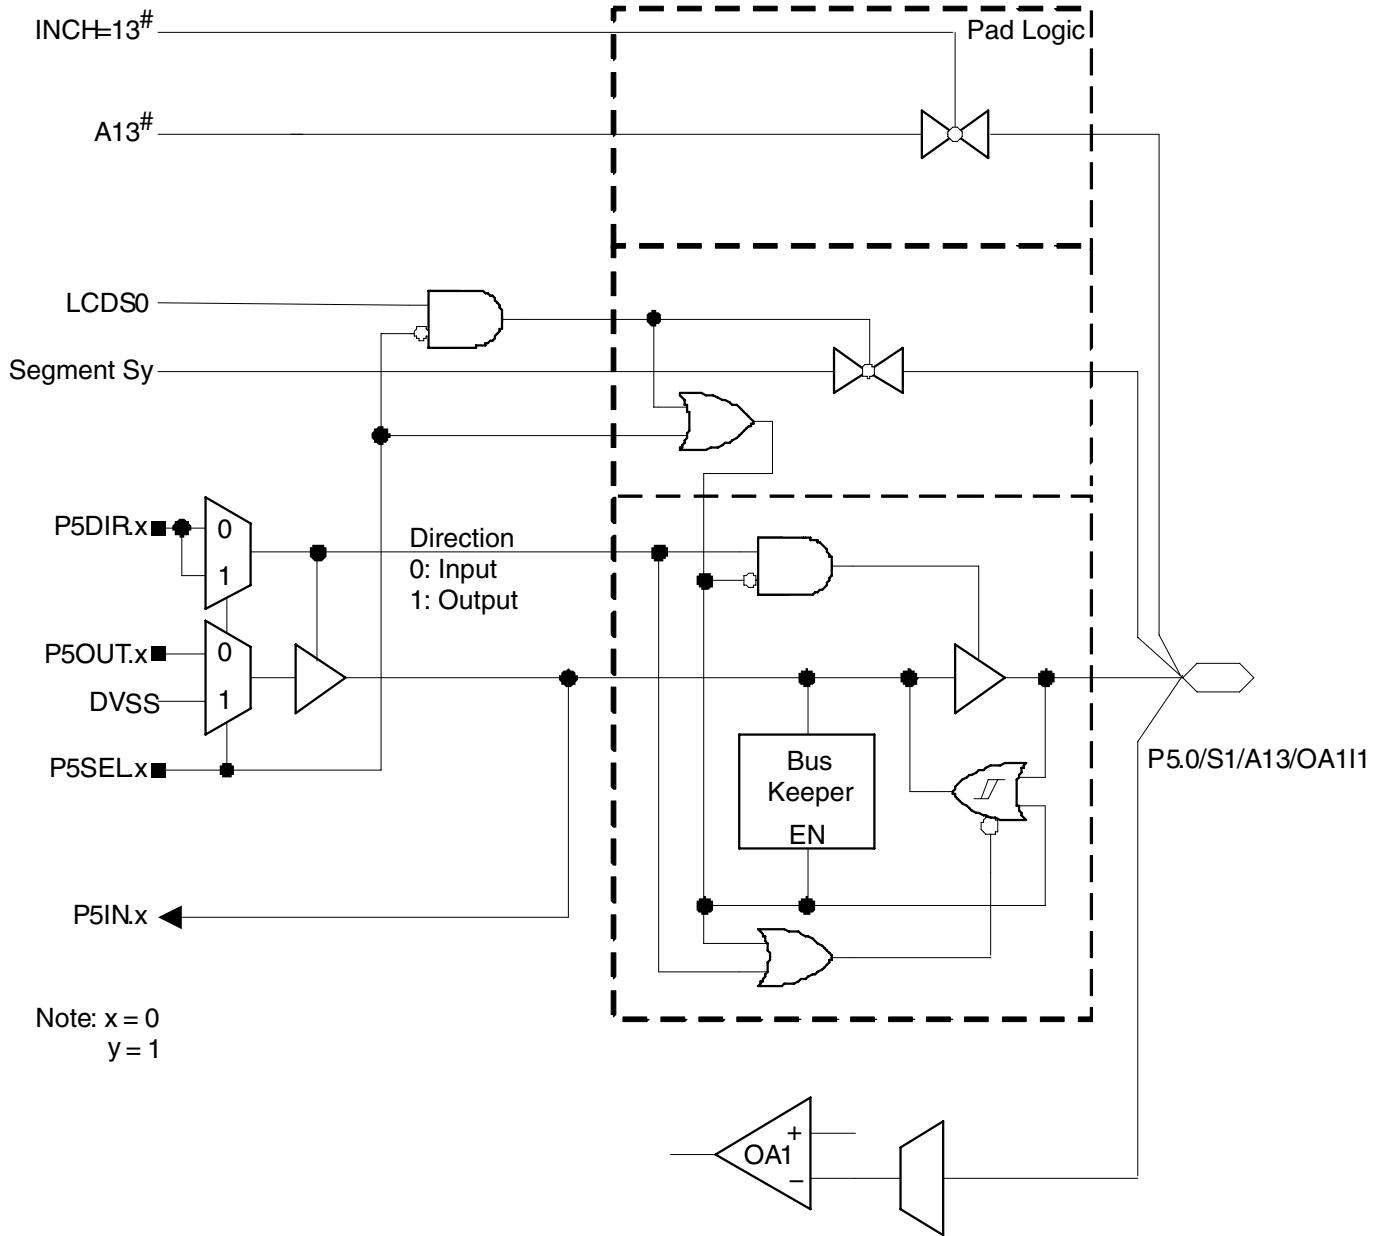 INCH=13#
Pad Logic
A13#
LCDS0
Segment Sy
P5DIR.x
0
1
Direction
0: Input
1: Output
P5OUT.x
0
DVSS
1
P5SEL.x
Bus
Keeper
EN
P5.0/S1/A13/OA1I1
P5IN.x
Note: x = 0
y = 1
+
OA1
−